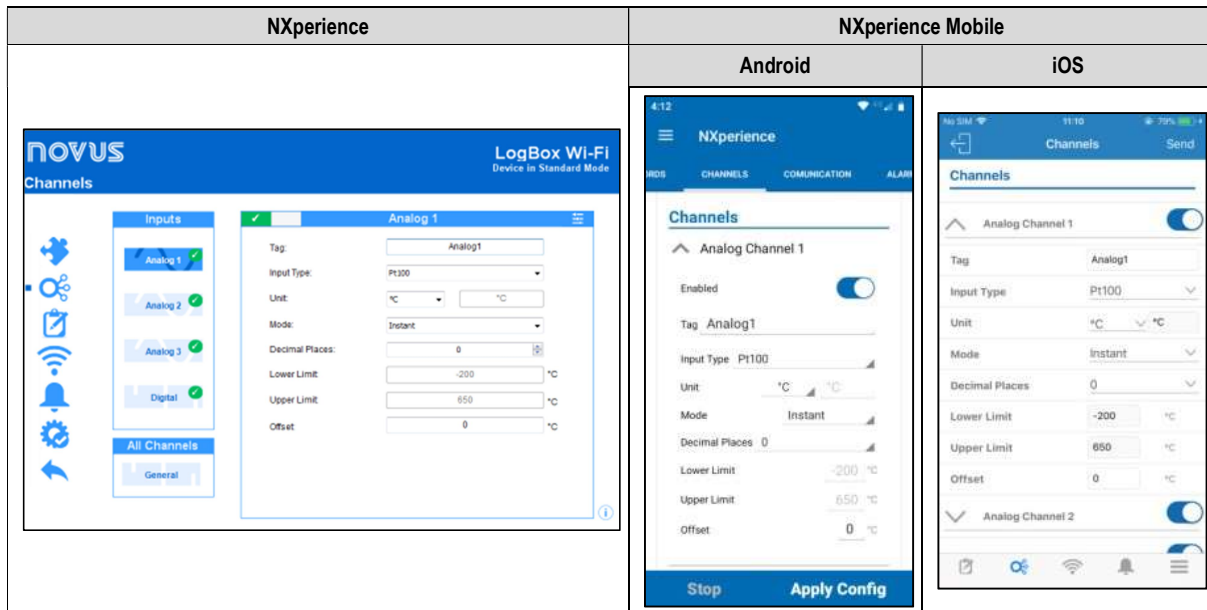 NXperience
NXperience Mobile
Android
iOS
novus
LogBox Wi-Fi
Device in Standard Mode
Channels
Inputs
Analog 1
Analog 2
Analog 3
Digital
All Channels
General
Analog 1
Tag: Analog1
Input Type: Pt100
Unit: °C °C
Mode: Instant
Decimal Places: 0
Lower Limit: -200 °C
Upper Limit: 650 °C
Offset: 0 °C
4:12
NXperience
RDS CHANNELS COMUNICATION ALAR
Channels
Analog Channel 1
Enabled
Tag Analog1
Input Type Pt100
Unit °C °C
Mode Instant
Decimal Places 0
Lower Limit -200 °C
Upper Limit 650 °C
Offset 0 °C
Stop Apply Config
No SIM 11:10 79%
Channels Send
Channels
Analog Channel 1
Tag Analog1
Input Type Pt100
Unit °C °C
Mode Instant
Decimal Places 0
Lower Limit -200 °C
Upper Limit 650 °C
Offset 0 °C
Analog Channel 2